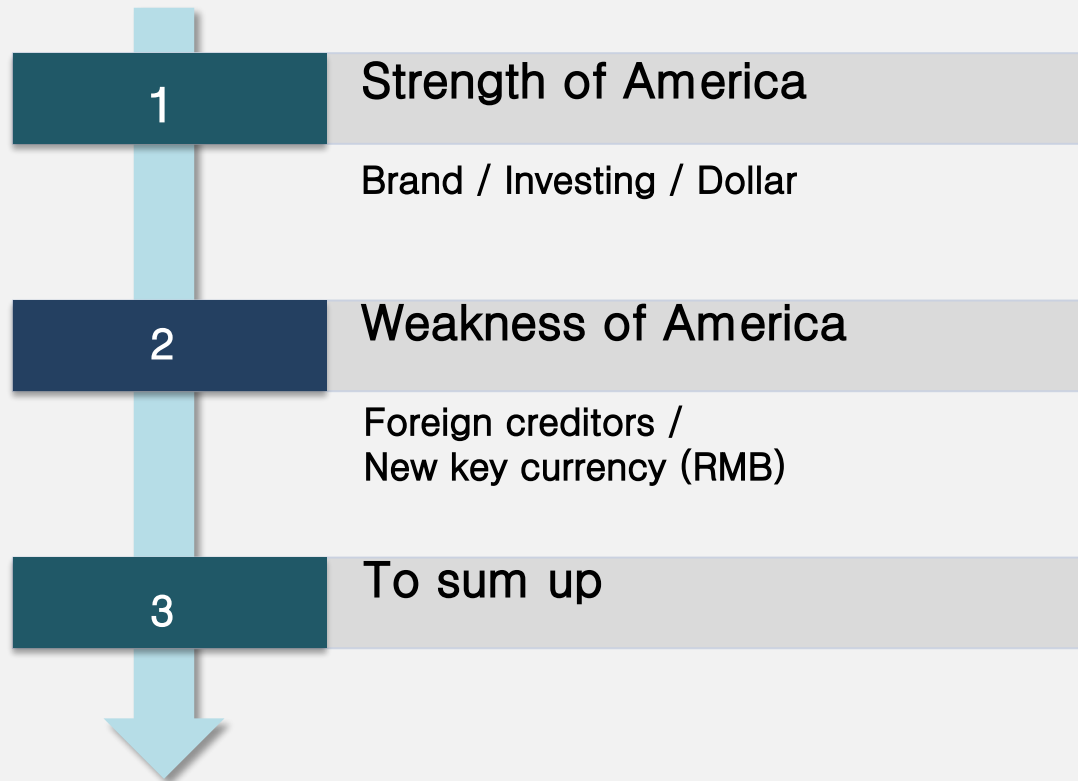 1
Strength of America
Brand / Investing / Dollar
2
Weakness of America
Foreign creditors /
New key currency (RMB)
3
To sum up